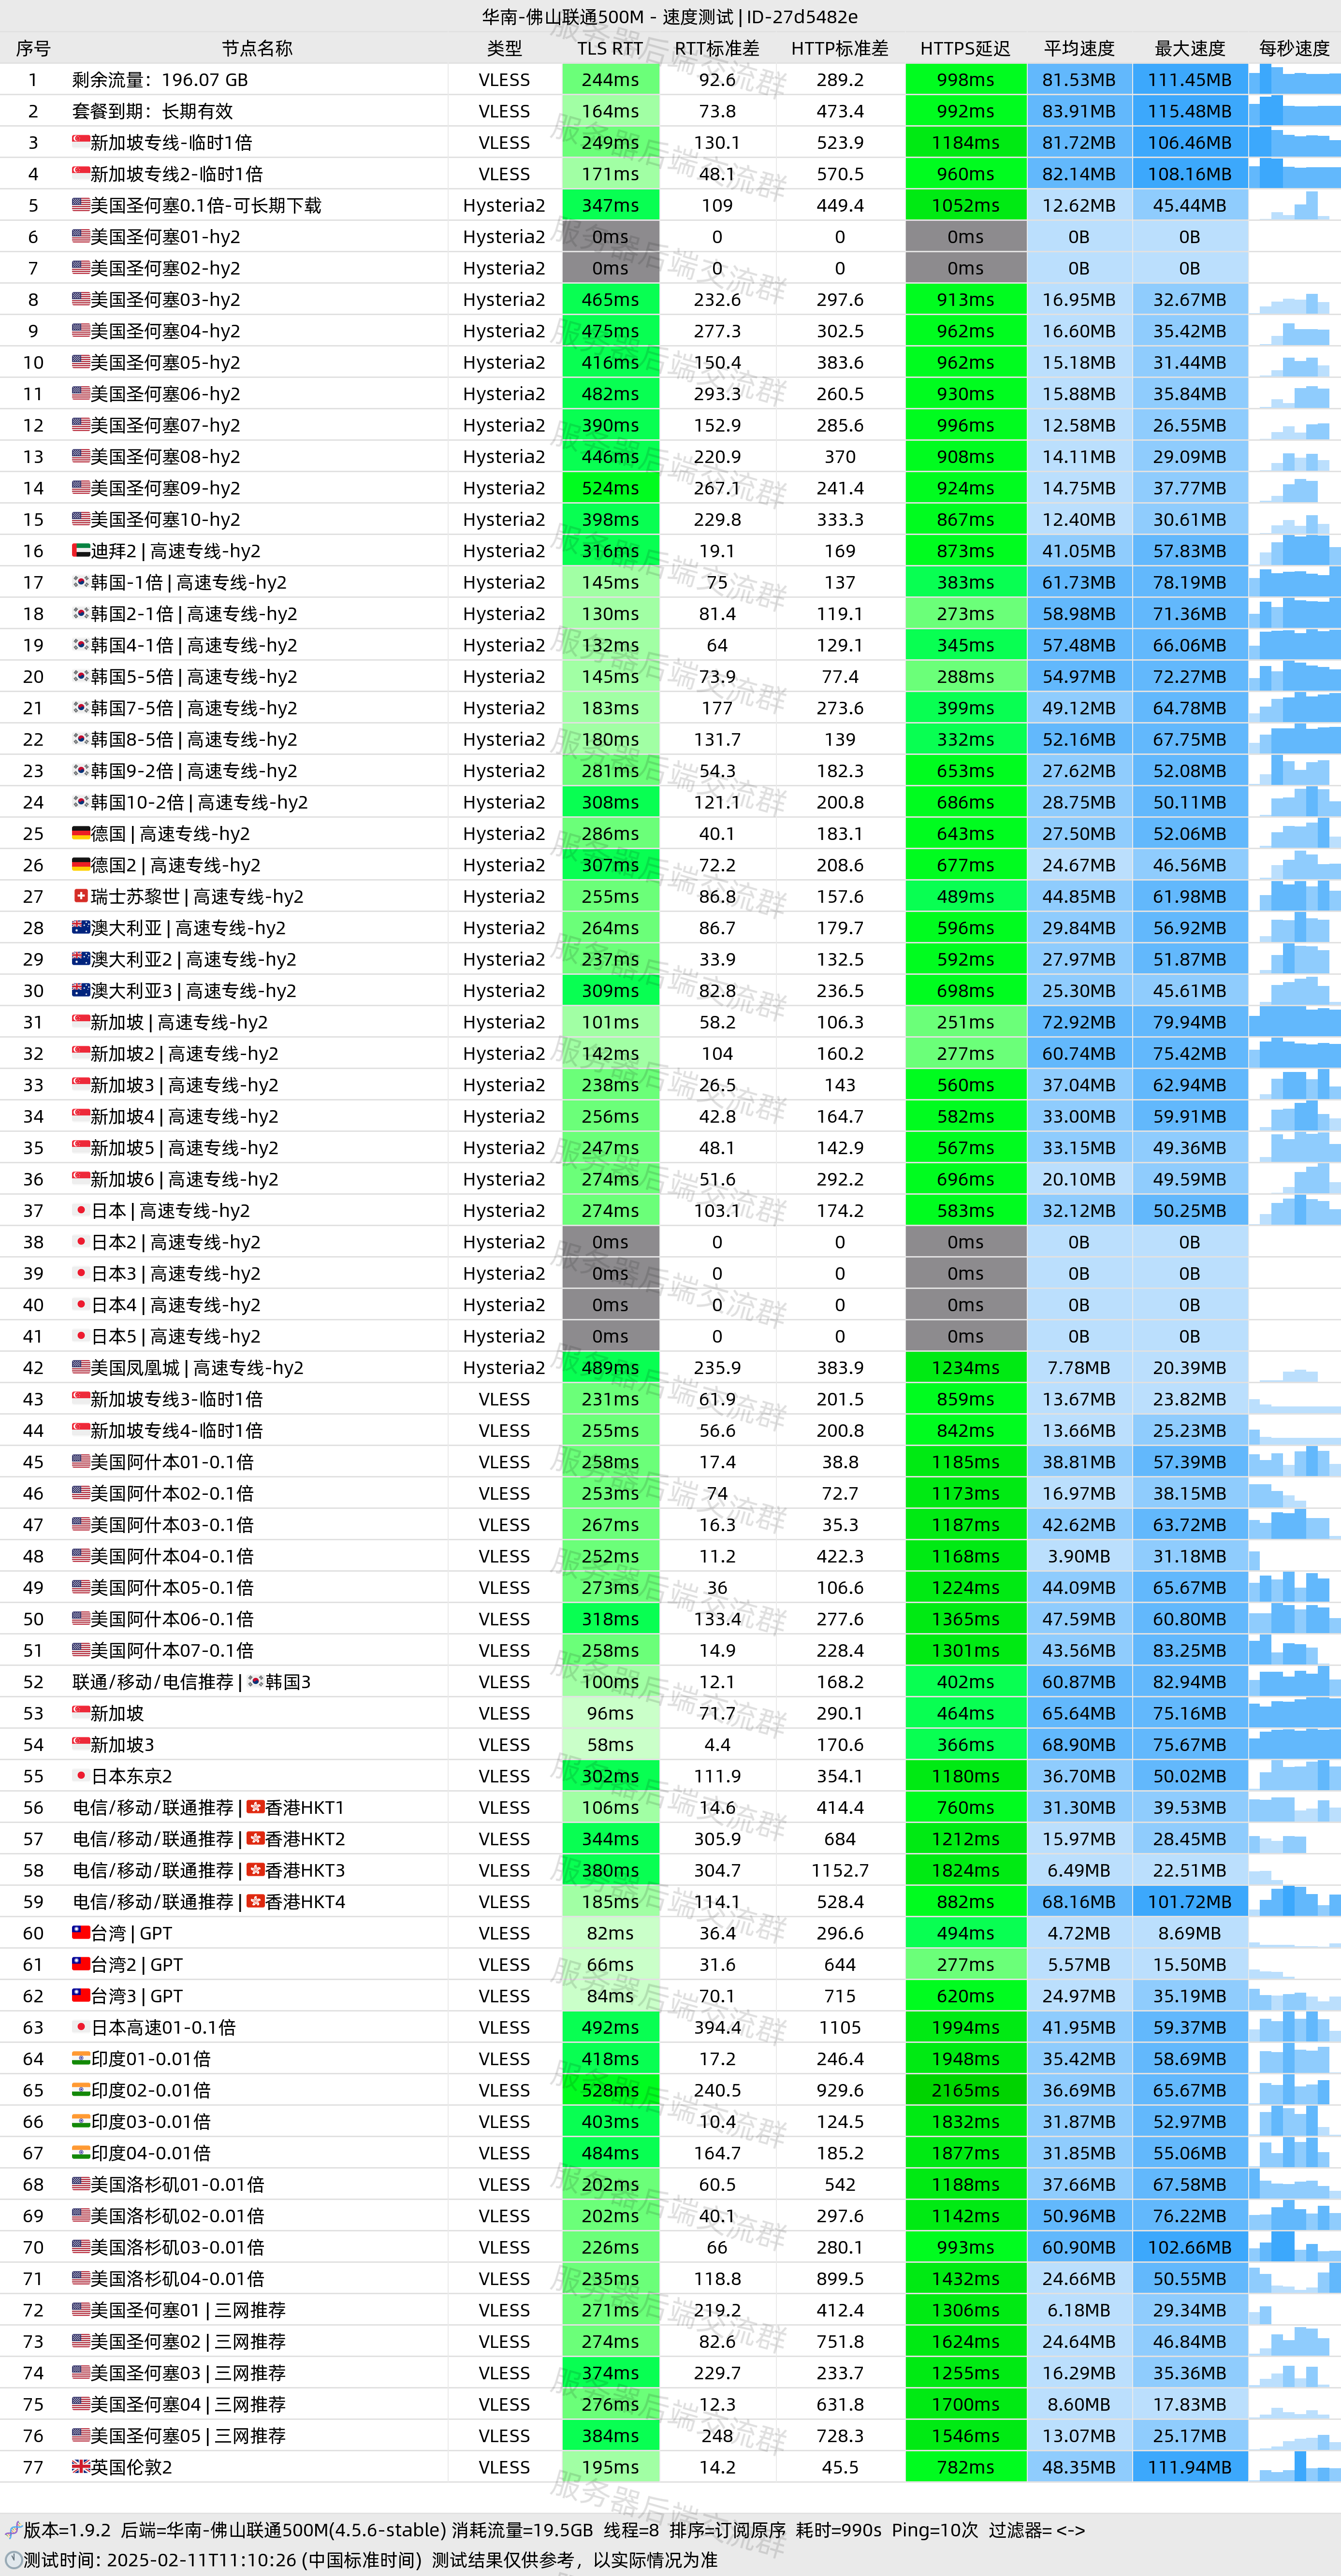 华南-佛山联通500M - 速度测试 | ID-27d5482e
序号 节点名称 类型 TLS RTT RTT标准差 HTTP标准差 HTTPS延迟 平均速度 最大速度 每秒速度
1 剩余流量：196.07 GB VLESS 244ms 92.6 289.2 998ms 81.53MB 111.45MB
2 套餐到期：长期有效 VLESS 164ms 73.8 473.4 992ms 83.91MB 115.48MB
3 🇸🇬新加坡专线-临时1倍 VLESS 249ms 130.1 523.9 1184ms 81.72MB 106.46MB
4 🇸🇬新加坡专线2-临时1倍 VLESS 171ms 48.1 570.5 960ms 82.14MB 108.16MB
5 🇺🇸美国圣何塞0.1倍-可长期下载 Hysteria2 347ms 109 449.4 1052ms 12.62MB 45.44MB
6 🇺🇸美国圣何塞01-hy2 Hysteria2 0ms 0 0 0ms 0B 0B
7 🇺🇸美国圣何塞02-hy2 Hysteria2 0ms 0 0 0ms 0B 0B
8 🇺🇸美国圣何塞03-hy2 Hysteria2 465ms 232.6 297.6 913ms 16.95MB 32.67MB
9 🇺🇸美国圣何塞04-hy2 Hysteria2 475ms 277.3 302.5 962ms 16.60MB 35.42MB
10 🇺🇸美国圣何塞05-hy2 Hysteria2 416ms 150.4 383.6 962ms 15.18MB 31.44MB
11 🇺🇸美国圣何塞06-hy2 Hysteria2 482ms 293.3 260.5 930ms 15.88MB 35.84MB
12 🇺🇸美国圣何塞07-hy2 Hysteria2 390ms 152.9 285.6 996ms 12.58MB 26.55MB
13 🇺🇸美国圣何塞08-hy2 Hysteria2 446ms 220.9 370 908ms 14.11MB 29.09MB
14 🇺🇸美国圣何塞09-hy2 Hysteria2 524ms 267.1 241.4 924ms 14.75MB 37.77MB
15 🇺🇸美国圣何塞10-hy2 Hysteria2 398ms 229.8 333.3 867ms 12.40MB 30.61MB
16 🇦🇪迪拜2 | 高速专线-hy2 Hysteria2 316ms 19.1 169 873ms 41.05MB 57.83MB
17 🇰🇷韩国-1倍 | 高速专线-hy2 Hysteria2 145ms 75 137 383ms 61.73MB 78.19MB
18 🇰🇷韩国2-1倍 | 高速专线-hy2 Hysteria2 130ms 81.4 119.1 273ms 58.98MB 71.36MB
19 🇰🇷韩国4-1倍 | 高速专线-hy2 Hysteria2 132ms 64 129.1 345ms 57.48MB 66.06MB
20 🇰🇷韩国5-5倍 | 高速专线-hy2 Hysteria2 145ms 73.9 77.4 288ms 54.97MB 72.27MB
21 🇰🇷韩国7-5倍 | 高速专线-hy2 Hysteria2 183ms 177 273.6 399ms 49.12MB 64.78MB
22 🇰🇷韩国8-5倍 | 高速专线-hy2 Hysteria2 180ms 131.7 139 332ms 52.16MB 67.75MB
23 🇰🇷韩国9-2倍 | 高速专线-hy2 Hysteria2 281ms 54.3 182.3 653ms 27.62MB 52.08MB
24 🇰🇷韩国10-2倍 | 高速专线-hy2 Hysteria2 308ms 121.1 200.8 686ms 28.75MB 50.11MB
25 🇩🇪德国 | 高速专线-hy2 Hysteria2 286ms 40.1 183.1 643ms 27.50MB 52.06MB
26 🇩🇪德国2 | 高速专线-hy2 Hysteria2 307ms 72.2 208.6 677ms 24.67MB 46.56MB
27 🇨🇭瑞士苏黎世 | 高速专线-hy2 Hysteria2 255ms 86.8 157.6 489ms 44.85MB 61.98MB
28 🇦🇺澳大利亚 | 高速专线-hy2 Hysteria2 264ms 86.7 179.7 596ms 29.84MB 56.92MB
29 🇦🇺澳大利亚2 | 高速专线-hy2 Hysteria2 237ms 33.9 132.5 592ms 27.97MB 51.87MB
30 🇦🇺澳大利亚3 | 高速专线-hy2 Hysteria2 309ms 82.8 236.5 698ms 25.30MB 45.61MB
31 🇸🇬新加坡 | 高速专线-hy2 Hysteria2 101ms 58.2 106.3 251ms 72.92MB 79.94MB
32 🇸🇬新加坡2 | 高速专线-hy2 Hysteria2 142ms 104 160.2 277ms 60.74MB 75.42MB
33 🇸🇬新加坡3 | 高速专线-hy2 Hysteria2 238ms 26.5 143 560ms 37.04MB 62.94MB
34 🇸🇬新加坡4 | 高速专线-hy2 Hysteria2 256ms 42.8 164.7 582ms 33.00MB 59.91MB
35 🇸🇬新加坡5 | 高速专线-hy2 Hysteria2 247ms 48.1 142.9 567ms 33.15MB 49.36MB
36 🇸🇬新加坡6 | 高速专线-hy2 Hysteria2 274ms 51.6 292.2 696ms 20.10MB 49.59MB
37 🇯🇵日本 | 高速专线-hy2 Hysteria2 274ms 103.1 174.2 583ms 32.12MB 50.25MB
38 🇯🇵日本2 | 高速专线-hy2 Hysteria2 0ms 0 0 0ms 0B 0B
39 🇯🇵日本3 | 高速专线-hy2 Hysteria2 0ms 0 0 0ms 0B 0B
40 🇯🇵日本4 | 高速专线-hy2 Hysteria2 0ms 0 0 0ms 0B 0B
41 🇯🇵日本5 | 高速专线-hy2 Hysteria2 0ms 0 0 0ms 0B 0B
42 🇺🇸美国凤凰城 | 高速专线-hy2 Hysteria2 489ms 235.9 383.9 1234ms 7.78MB 20.39MB
43 🇸🇬新加坡专线3-临时1倍 VLESS 231ms 61.9 201.5 859ms 13.67MB 23.82MB
44 🇸🇬新加坡专线4-临时1倍 VLESS 255ms 56.6 200.8 842ms 13.66MB 25.23MB
45 🇺🇸美国阿什本01-0.1倍 VLESS 258ms 17.4 38.8 1185ms 38.81MB 57.39MB
46 🇺🇸美国阿什本02-0.1倍 VLESS 253ms 74 72.7 1173ms 16.97MB 38.15MB
47 🇺🇸美国阿什本03-0.1倍 VLESS 267ms 16.3 35.3 1187ms 42.62MB 63.72MB
48 🇺🇸美国阿什本04-0.1倍 VLESS 252ms 11.2 422.3 1168ms 3.90MB 31.18MB
49 🇺🇸美国阿什本05-0.1倍 VLESS 273ms 36 106.6 1224ms 44.09MB 65.67MB
50 🇺🇸美国阿什本06-0.1倍 VLESS 318ms 133.4 277.6 1365ms 47.59MB 60.80MB
51 🇺🇸美国阿什本07-0.1倍 VLESS 258ms 14.9 228.4 1301ms 43.56MB 83.25MB
52 联通/移动/电信推荐 | 🇰🇷韩国3 VLESS 100ms 12.1 168.2 402ms 60.87MB 82.94MB
53 🇸🇬新加坡 VLESS 96ms 71.7 290.1 464ms 65.64MB 75.16MB
54 🇸🇬新加坡3 VLESS 58ms 4.4 170.6 366ms 68.90MB 75.67MB
55 🇯🇵日本东京2 VLESS 302ms 111.9 354.1 1180ms 36.70MB 50.02MB
56 电信/移动/联通推荐 | 🇭🇰香港HKT1 VLESS 106ms 14.6 414.4 760ms 31.30MB 39.53MB
57 电信/移动/联通推荐 | 🇭🇰香港HKT2 VLESS 344ms 305.9 684 1212ms 15.97MB 28.45MB
58 电信/移动/联通推荐 | 🇭🇰香港HKT3 VLESS 380ms 304.7 1152.7 1824ms 6.49MB 22.51MB
59 电信/移动/联通推荐 | 🇭🇰香港HKT4 VLESS 185ms 114.1 528.4 882ms 68.16MB 101.72MB
60 🇹🇼台湾 | GPT VLESS 82ms 36.4 296.6 494ms 4.72MB 8.69MB
61 🇹🇼台湾2 | GPT VLESS 66ms 31.6 644 277ms 5.57MB 15.50MB
62 🇹🇼台湾3 | GPT VLESS 84ms 70.1 715 620ms 24.97MB 35.19MB
63 🇯🇵日本高速01-0.1倍 VLESS 492ms 394.4 1105 1994ms 41.95MB 59.37MB
64 🇮🇳印度01-0.01倍 VLESS 418ms 17.2 246.4 1948ms 35.42MB 58.69MB
65 🇮🇳印度02-0.01倍 VLESS 528ms 240.5 929.6 2165ms 36.69MB 65.67MB
66 🇮🇳印度03-0.01倍 VLESS 403ms 10.4 124.5 1832ms 31.87MB 52.97MB
67 🇮🇳印度04-0.01倍 VLESS 484ms 164.7 185.2 1877ms 31.85MB 55.06MB
68 🇺🇸美国洛杉矶01-0.01倍 VLESS 202ms 60.5 542 1188ms 37.66MB 67.58MB
69 🇺🇸美国洛杉矶02-0.01倍 VLESS 202ms 40.1 297.6 1142ms 50.96MB 76.22MB
70 🇺🇸美国洛杉矶03-0.01倍 VLESS 226ms 66 280.1 993ms 60.90MB 102.66MB
71 🇺🇸美国洛杉矶04-0.01倍 VLESS 235ms 118.8 899.5 1432ms 24.66MB 50.55MB
72 🇺🇸美国圣何塞01 | 三网推荐 VLESS 271ms 219.2 412.4 1306ms 6.18MB 29.34MB
73 🇺🇸美国圣何塞02 | 三网推荐 VLESS 274ms 82.6 751.8 1624ms 24.64MB 46.84MB
74 🇺🇸美国圣何塞03 | 三网推荐 VLESS 374ms 229.7 233.7 1255ms 16.29MB 35.36MB
75 🇺🇸美国圣何塞04 | 三网推荐 VLESS 276ms 12.3 631.8 1700ms 8.60MB 17.83MB
76 🇺🇸美国圣何塞05 | 三网推荐 VLESS 384ms 248 728.3 1546ms 13.07MB 25.17MB
77 🇬🇧英国伦敦2 VLESS 195ms 14.2 45.5 782ms 48.35MB 111.94MB
🧬版本=1.9.2 后端=华南-佛山联通500M(4.5.6-stable) 消耗流量=19.5GB 线程=8 排序=订阅原序 耗时=990s Ping=10次 过滤器= <->
🕐测试时间: 2025-02-11T11:10:26 (中国标准时间) 测试结果仅供参考，以实际情况为准
服务器后端交流群